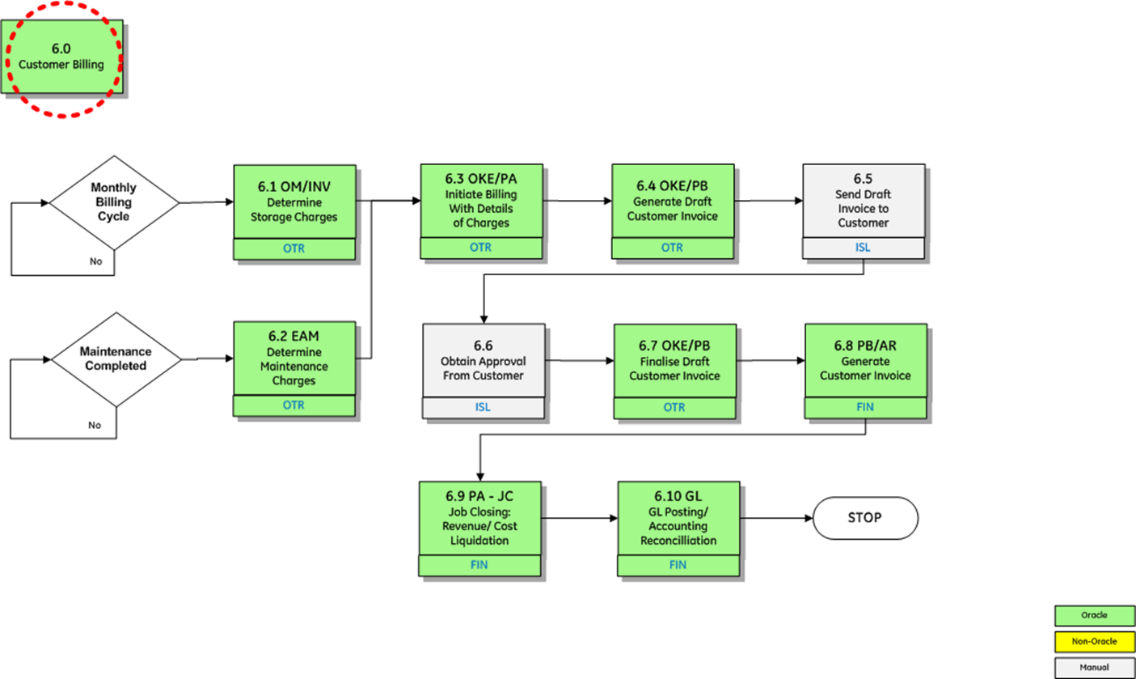 6.0
Customer Billing
Monthly
Billing
Cycle
No
6.1 OM/INV
Determine
Storage Charges
OTR
6.3 OKE/PA
Initiate Billing
With Details
of Charges
OTR
6.4 OKE/PB
Generate Draft
Customer Invoice
OTR
6.5
Send Draft
Invoice to
Customer
ISL
Maintenance
Completed
No
6.2 EAM
Determine
Maintenance
Charges
OTR
6.6
Obtain Approval
From Customer
ISL
6.7 OKE/PB
Finalise Draft
Customer Invoice
OTR
6.8 PB/AR
Generate
Customer Invoice
FIN
6.9 PA - JC
Job Closing:
Revenue/ Cost
Liquidation
FIN
6.10 GL
GL Posting/
Accounting
Reconcilliation
FIN
STOP
Oracle
Non-Oracle
Manual